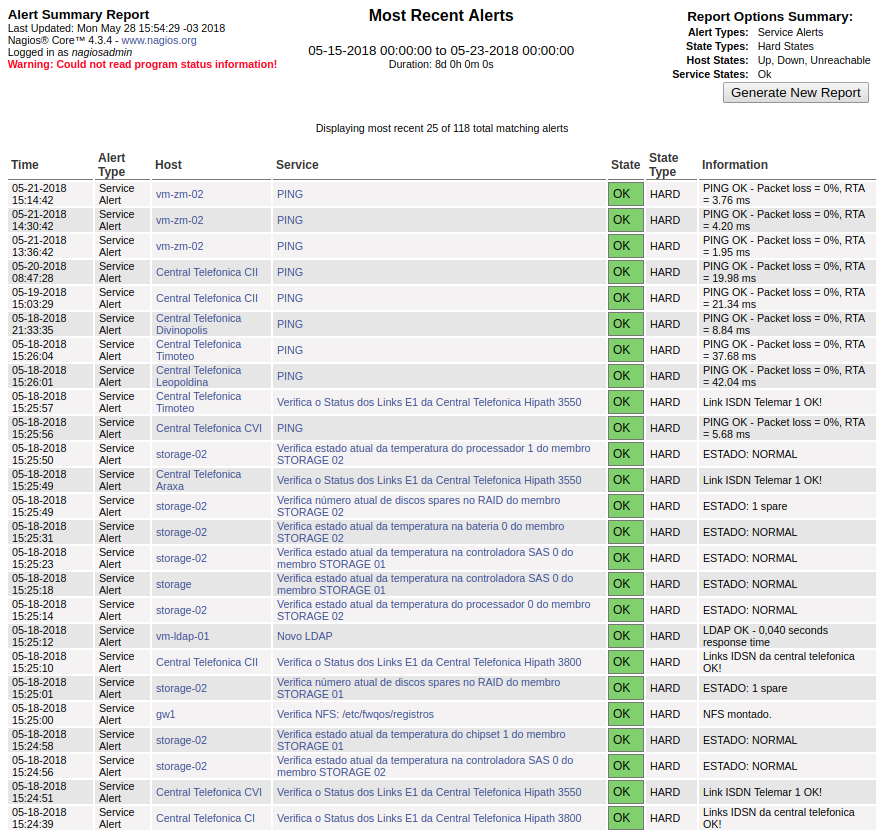 Alert Summary Report
Last Updated: Mon May 28 15:54:29 -03 2018
Nagios® Core™ 4.3.4 - www.nagios.org
Logged in as nagiosadmin
Warning: Could not read program status information!
Most Recent Alerts
05-15-2018 00:00:00 to 05-23-2018 00:00:00
Duration: 8d 0h 0m 0s
Report Options Summary:
Alert Types: Service Alerts
State Types: Hard States
Host States: Up, Down, Unreachable
Service States: Ok
Generate New Report
Displaying most recent 25 of 118 total matching alerts
Time Alert Type Host Service State State Type Information
05-21-2018 15:14:42 Service Alert vm-zm-02 PING OK HARD PING OK - Packet loss = 0%, RTA = 3.76 ms
05-21-2018 14:30:42 Service Alert vm-zm-02 PING OK HARD PING OK - Packet loss = 0%, RTA = 4.20 ms
05-21-2018 13:36:42 Service Alert vm-zm-02 PING OK HARD PING OK - Packet loss = 0%, RTA = 1.95 ms
05-20-2018 08:47:28 Service Alert Central Telefonica CII PING OK HARD PING OK - Packet loss = 0%, RTA = 19.98 ms
05-19-2018 15:03:29 Service Alert Central Telefonica CII PING OK HARD PING OK - Packet loss = 0%, RTA = 21.34 ms
05-18-2018 21:33:35 Service Alert Central Telefonica Divinopolis PING OK HARD PING OK - Packet loss = 0%, RTA = 8.84 ms
05-18-2018 15:26:04 Service Alert Central Telefonica Timoteo PING OK HARD PING OK - Packet loss = 0%, RTA = 37.68 ms
05-18-2018 15:26:01 Service Alert Central Telefonica Leopoldina PING OK HARD PING OK - Packet loss = 0%, RTA = 42.04 ms
05-18-2018 15:25:57 Service Alert Central Telefonica Timoteo Verifica o Status dos Links E1 da Central Telefonica Hipath 3550 OK HARD Link ISDN Telemar 1 OK!
05-18-2018 15:25:56 Service Alert Central Telefonica CVI PING OK HARD PING OK - Packet loss = 0%, RTA = 5.68 ms
05-18-2018 15:25:50 Service Alert storage-02 Verifica estado atual da temperatura do processador 1 do membro STORAGE 02 OK HARD ESTADO: NORMAL
05-18-2018 15:25:49 Service Alert Central Telefonica Araxa Verifica o Status dos Links E1 da Central Telefonica Hipath 3550 OK HARD Link ISDN Telemar 1 OK!
05-18-2018 15:25:49 Service Alert storage-02 Verifica número atual de discos spares no RAID do membro STORAGE 02 OK HARD ESTADO: 1 spare
05-18-2018 15:25:31 Service Alert storage-02 Verifica estado atual da temperatura na bateria 0 do membro STORAGE 02 OK HARD ESTADO: NORMAL
05-18-2018 15:25:23 Service Alert storage-02 Verifica estado atual da temperatura na controladora SAS 0 do membro STORAGE 01 OK HARD ESTADO: NORMAL
05-18-2018 15:25:18 Service Alert storage Verifica estado atual da temperatura na controladora SAS 0 do membro STORAGE 01 OK HARD ESTADO: NORMAL
05-18-2018 15:25:14 Service Alert storage-02 Verifica estado atual da temperatura do processador 0 do membro STORAGE 02 OK HARD ESTADO: NORMAL
05-18-2018 15:25:12 Service Alert vm-ldap-01 Novo LDAP OK HARD LDAP OK - 0,040 seconds response time
05-18-2018 15:25:10 Service Alert Central Telefonica CII Verifica o Status dos Links E1 da Central Telefonica Hipath 3800 OK HARD Links IDSN da central telefonica OK!
05-18-2018 15:25:01 Service Alert storage-02 Verifica número atual de discos spares no RAID do membro STORAGE 01 OK HARD ESTADO: 1 spare
05-18-2018 15:25:00 Service Alert gw1 Verifica NFS: /etc/fwqos/registros OK HARD NFS montado.
05-18-2018 15:24:58 Service Alert storage-02 Verifica estado atual da temperatura do chipset 1 do membro STORAGE 01 OK HARD ESTADO: NORMAL
05-18-2018 15:24:56 Service Alert storage-02 Verifica estado atual da temperatura na controladora SAS 0 do membro STORAGE 02 OK HARD ESTADO: NORMAL
05-18-2018 15:24:51 Service Alert Central Telefonica CVI Verifica o Status dos Links E1 da Central Telefonica Hipath 3550 OK HARD Link ISDN Telemar 1 OK!
05-18-2018 15:24:39 Service Alert Central Telefonica CI Verifica o Status dos Links E1 da Central Telefonica Hipath 3800 OK HARD Links IDSN da central telefonica OK!